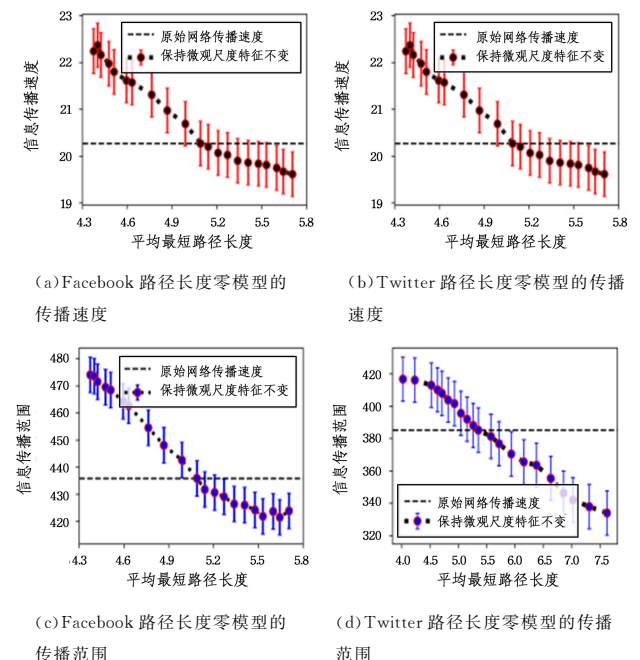 23
22
21
20
19
信息传播速度
原始网络传播速度
保持微观尺度特征不变
4.3 4.6 4.9 5.2 5.5 5.8
平均最短路径长度
(a)Facebook 路径长度零模型的
传播速度
23
22
21
20
19
信息传播速度
原始网络传播速度
保持微观尺度特征不变
4.3 4.6 4.9 5.2 5.5 5.8
平均最短路径长度
(b)Twitter 路径长度零模型的传播
速度
480
470
460
450
440
430
420
信息传播范围
原始网络传播速度
保持微观尺度特征不变
4.3 4.6 4.9 5.2 5.5 5.8
平均最短路径长度
(c)Facebook 路径长度零模型的
传播范围
420
400
380
360
340
320
信息传播范围
原始网络传播速度
保持微观尺度特征不变
4.0 4.5 5.0 5.5 6.0 6.5 7.0 7.5
平均最短路径长度
(d)Twitter 路径长度零模型的传播
范围